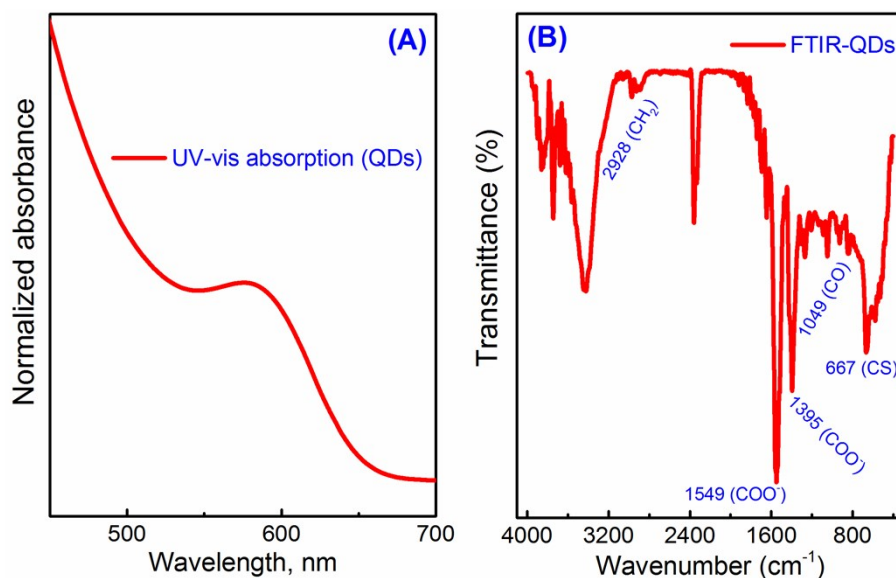 (A)
UV-vis absorption (QDs)
Normalized absorbance
500
600
700
Wavelength, nm
(B)
FTIR-QDs
2928 (CH₂)
1049 (CO)
667 (CS)
1395 (COO⁻)
1549 (COO⁻)
Transmittance (%)
4000 3200 2400 1600 800
Wavenumber (cm⁻¹)